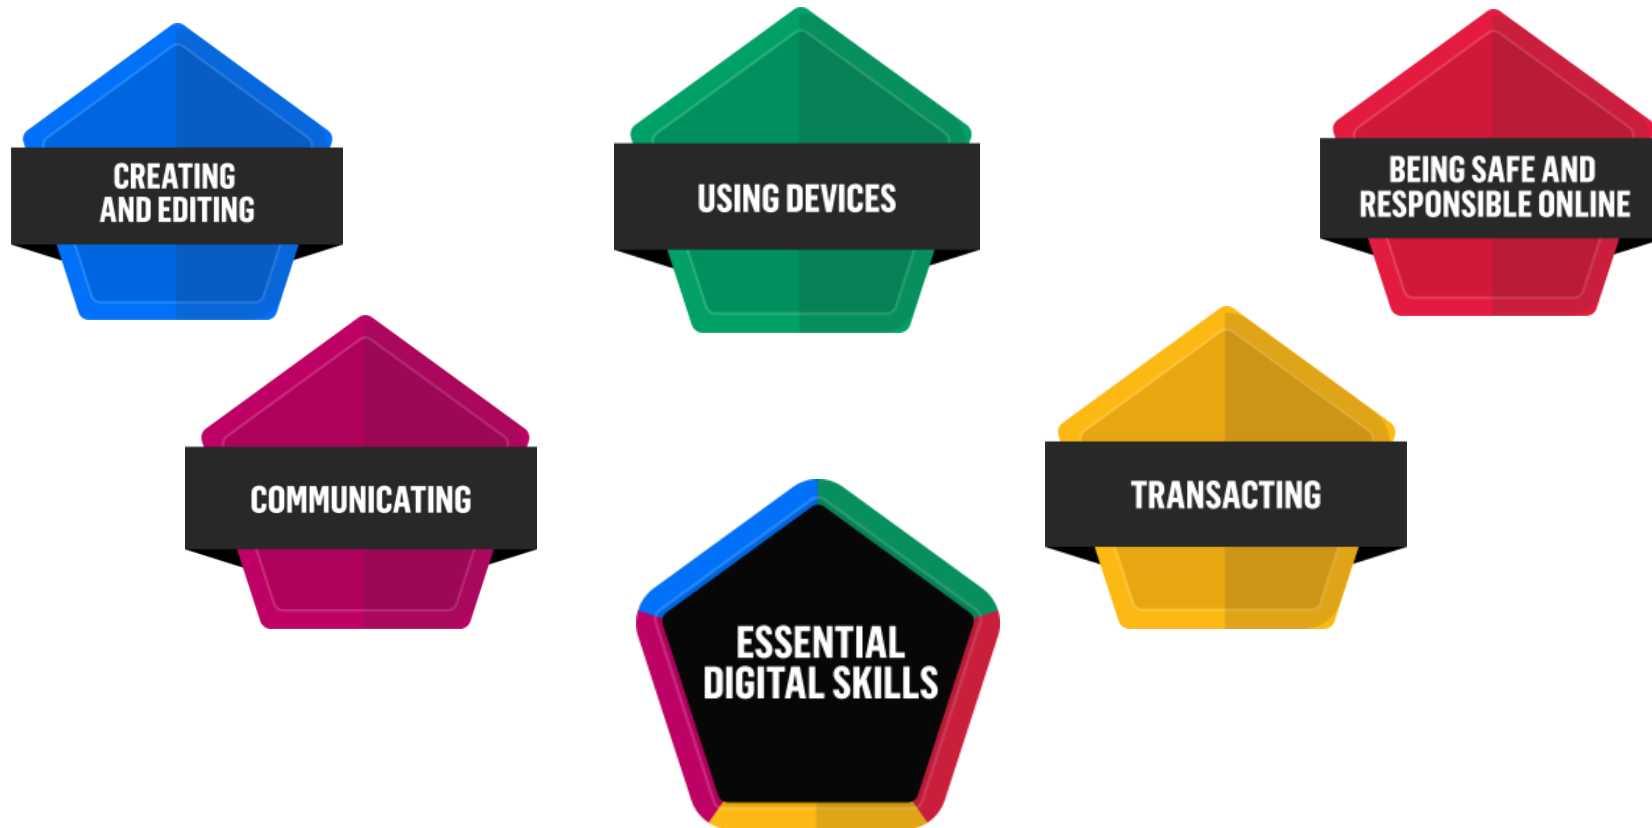 CREATING
AND EDITING
USING DEVICES
BEING SAFE AND
RESPONSIBLE ONLINE
COMMUNICATING
TRANSACTING
ESSENTIAL
DIGITAL SKILLS